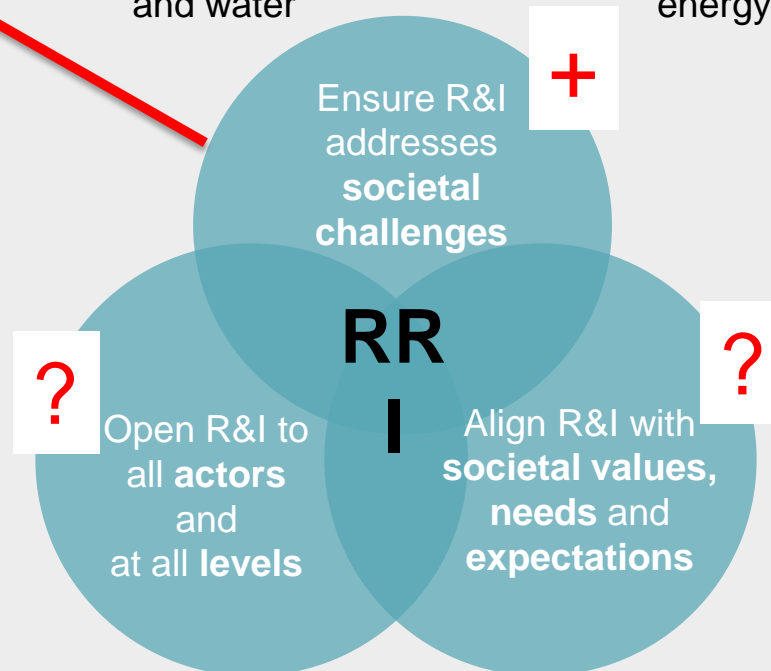 and water
energy
+
Ensure R&I
addresses
societal
challenges
RR
I
?
Open R&I to
all actors
and
at all levels
?
Align R&I with
societal values,
needs and
expectations